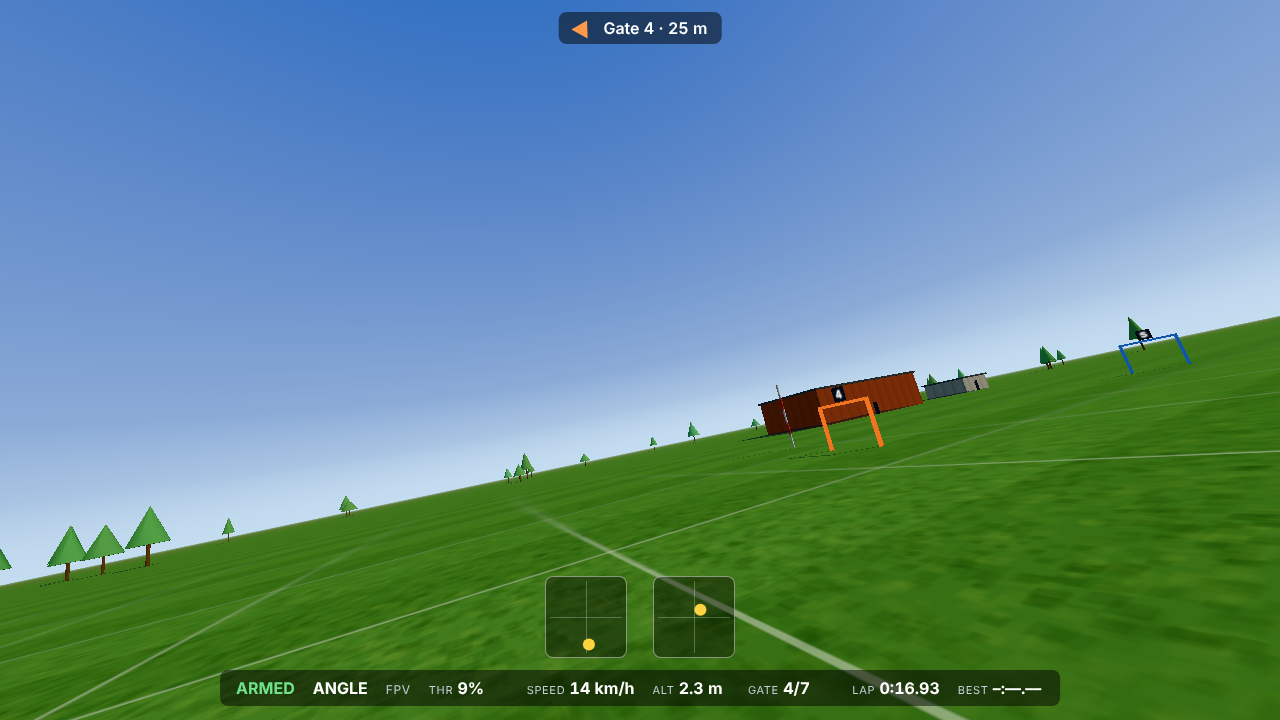 Gate 4 · 25 m
4
ARMED ANGLE FPV THR 9% SPEED 14 km/h ALT 2.3 m GATE 4/7 LAP 0:16.93 BEST –:––.––